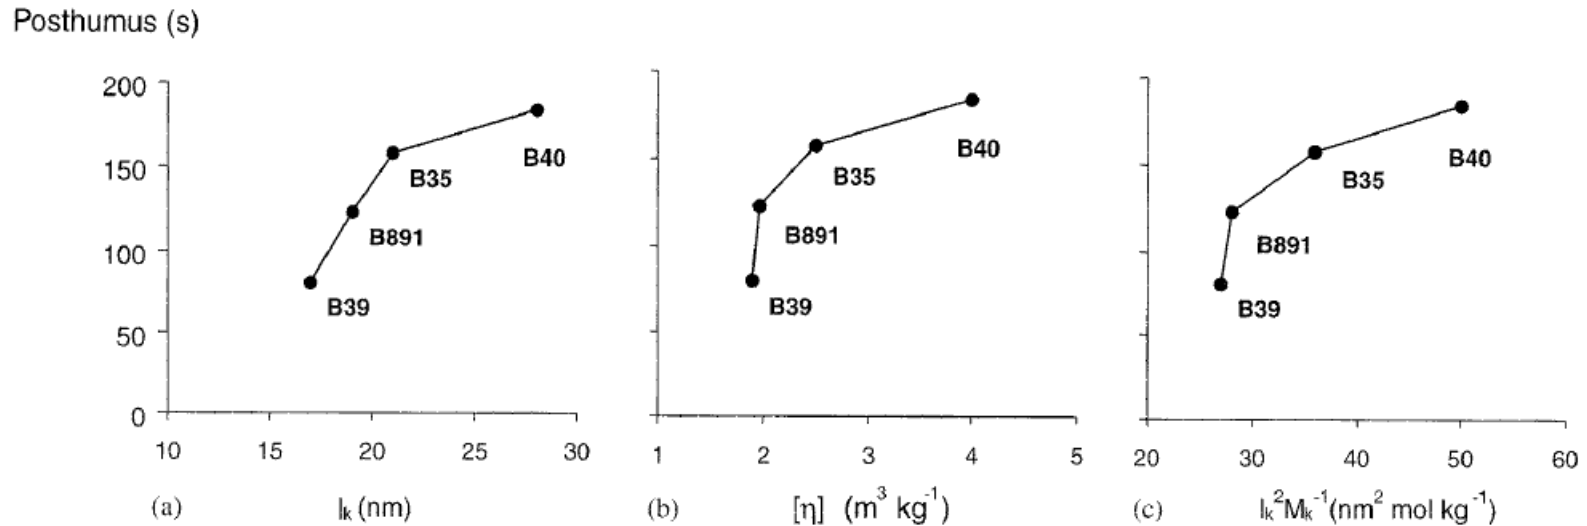 Posthumus (s)
200
150
100
50
0
B40
B35
B891
B39
10 15 20 25 30
(a) lₖ (nm)
B40
B35
B891
B39
1 2 3 4 5
(b) [η] (m³ kg⁻¹)
B40
B35
B891
B39
20 30 40 50 60
(c) lₖ²Mₖ⁻¹(nm² mol kg⁻¹)